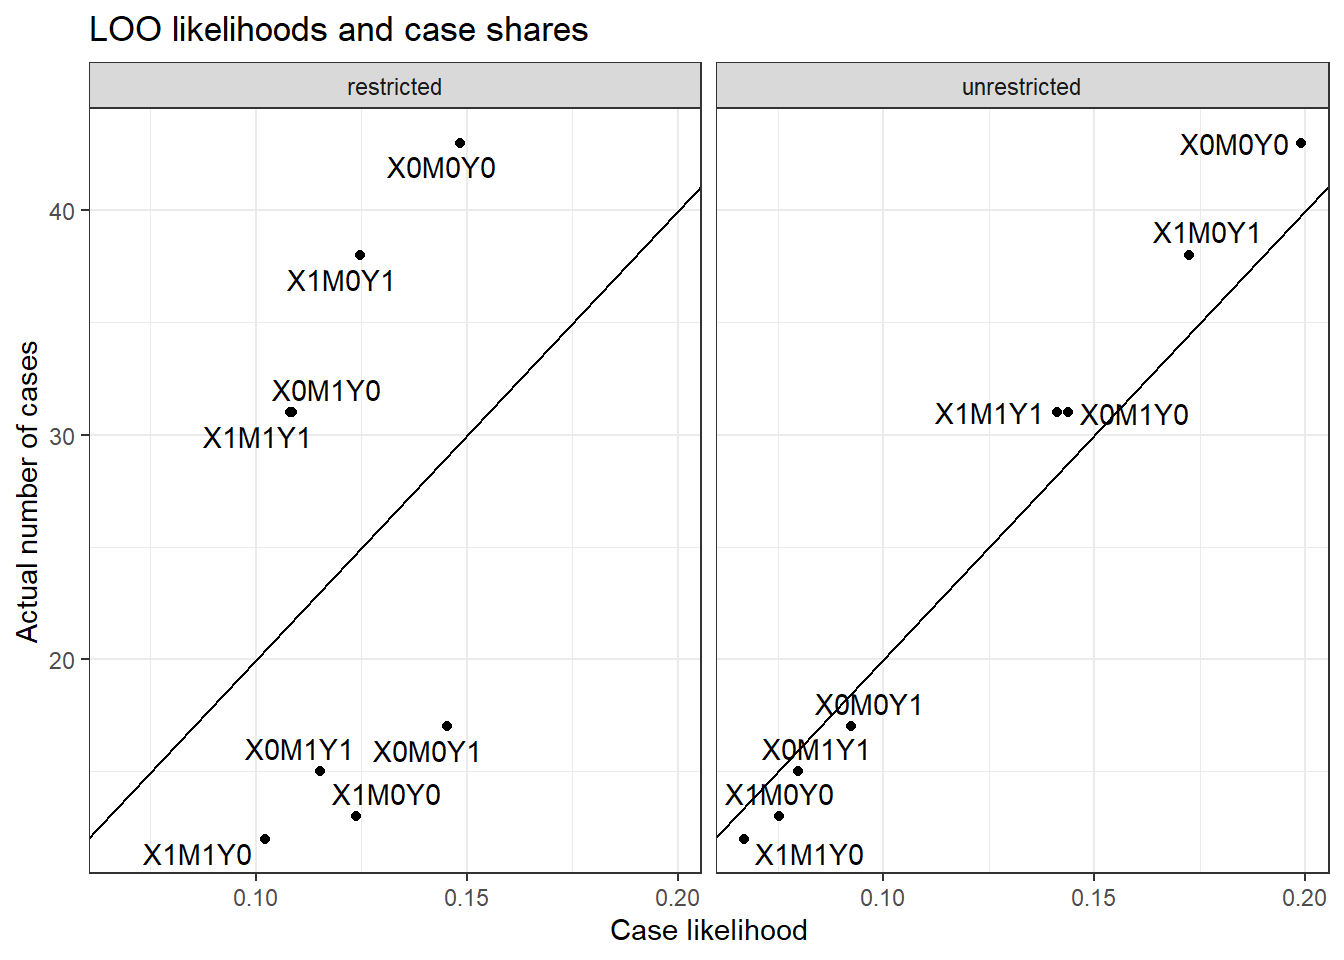 LOO likelihoods and case shares
restricted
unrestricted
Actual number of cases
40
30
20
X0M0Y0
X1M0Y1
X0M1Y0
X1M1Y1
X0M1Y1
X0M0Y1
X1M0Y0
X1M1Y0
X0M0Y0
X1M0Y1
X1M1Y1
X0M1Y0
X0M0Y1
X0M1Y1
X1M0Y0
X1M1Y0
0.10
0.15
0.20
0.10
0.15
0.20
Case likelihood